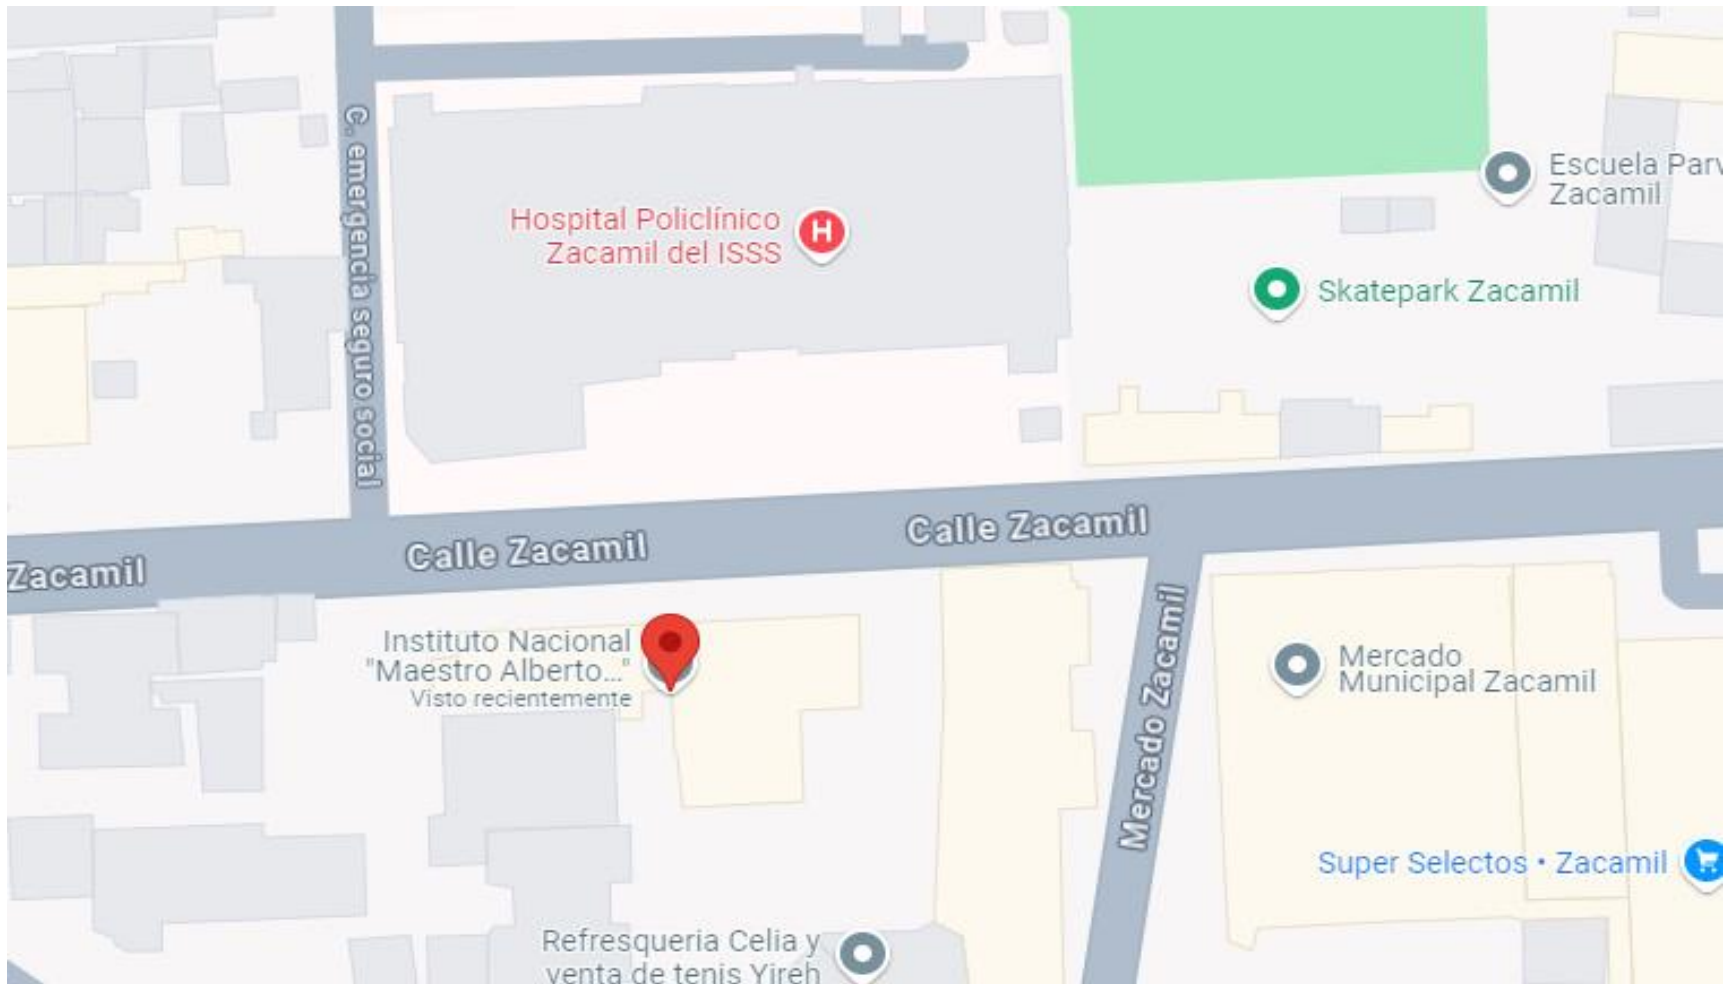 C. emergencia seguro social
Hospital Policlínico
Zacamil del ISSS
Escuela Parv
Zacamil
Skatepark Zacamil
Zacamil
Calle Zacamil
Calle Zacamil
Instituto Nacional
"Maestro Alberto..."
Visto recientemente
Mercado Zacamil
Mercado
Municipal Zacamil
Super Selectos • Zacamil
Refresqueria Celia y
venta de tenis Yireh